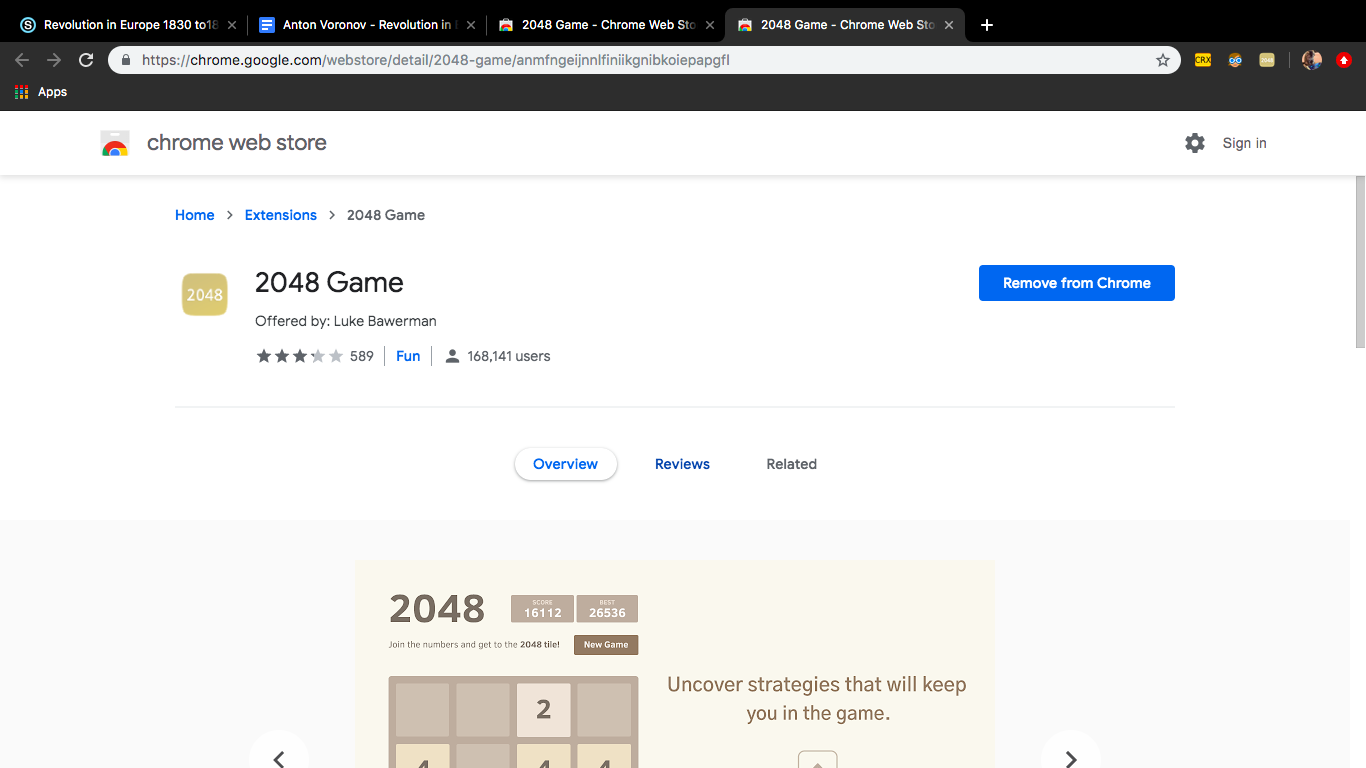 Revolution in Europe 1830 to18
Anton Voronov - Revolution in
2048 Game - Chrome Web Sto
2048 Game - Chrome Web Sto
https://chrome.google.com/webstore/detail/2048-game/anmfngeijnnlfiniikgnibkoiepapgfl
CRX
2048
Apps
chrome web store
Sign in
Home > Extensions > 2048 Game
2048
2048 Game
Remove from Chrome
Offered by: Luke Bawerman
589
Fun
168,141 users
Overview
Reviews
Related
2048
SCORE
16112
BEST
26536
Join the numbers and get to the 2048 tile!
New Game
Uncover strategies that will keep
you in the game.
2
4 4 4